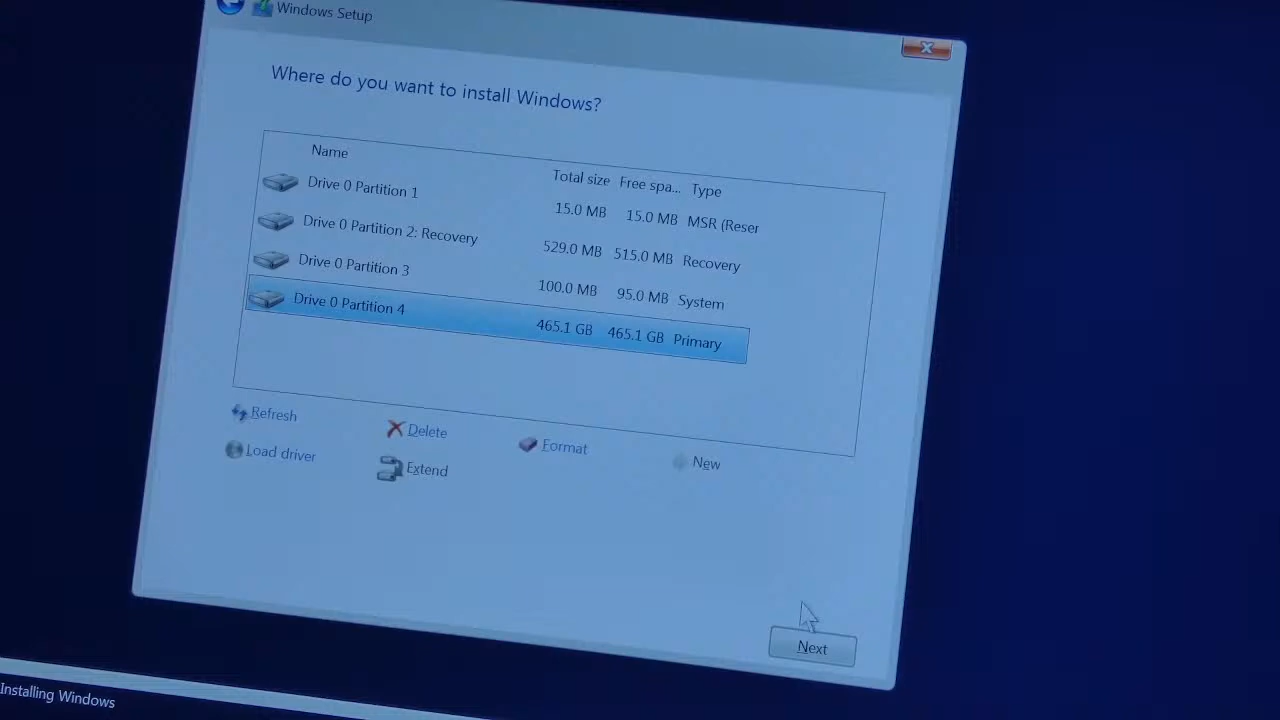 Windows Setup
Where do you want to install Windows?
Name Total size Free spa... Type
Drive 0 Partition 1 15.0 MB 15.0 MB MSR (Reser
Drive 0 Partition 2: Recovery 529.0 MB 515.0 MB Recovery
Drive 0 Partition 3 100.0 MB 95.0 MB System
Drive 0 Partition 4 465.1 GB 465.1 GB Primary
Refresh Delete Format New
Load driver Extend
Next
Installing Windows